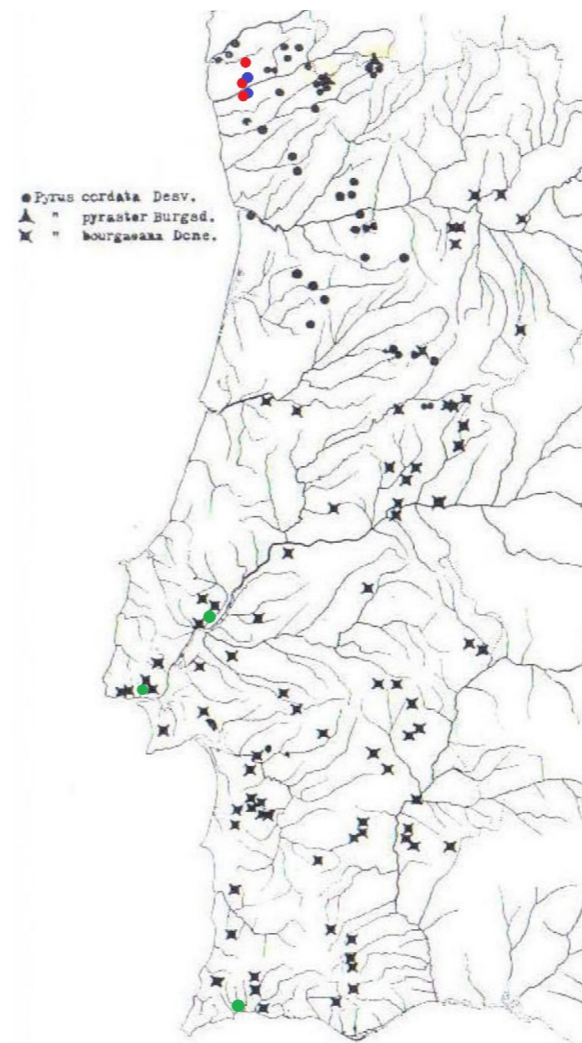 Pyrus cordata Desv.
" pyraster Burgsd.
" bourgaeana Dcne.